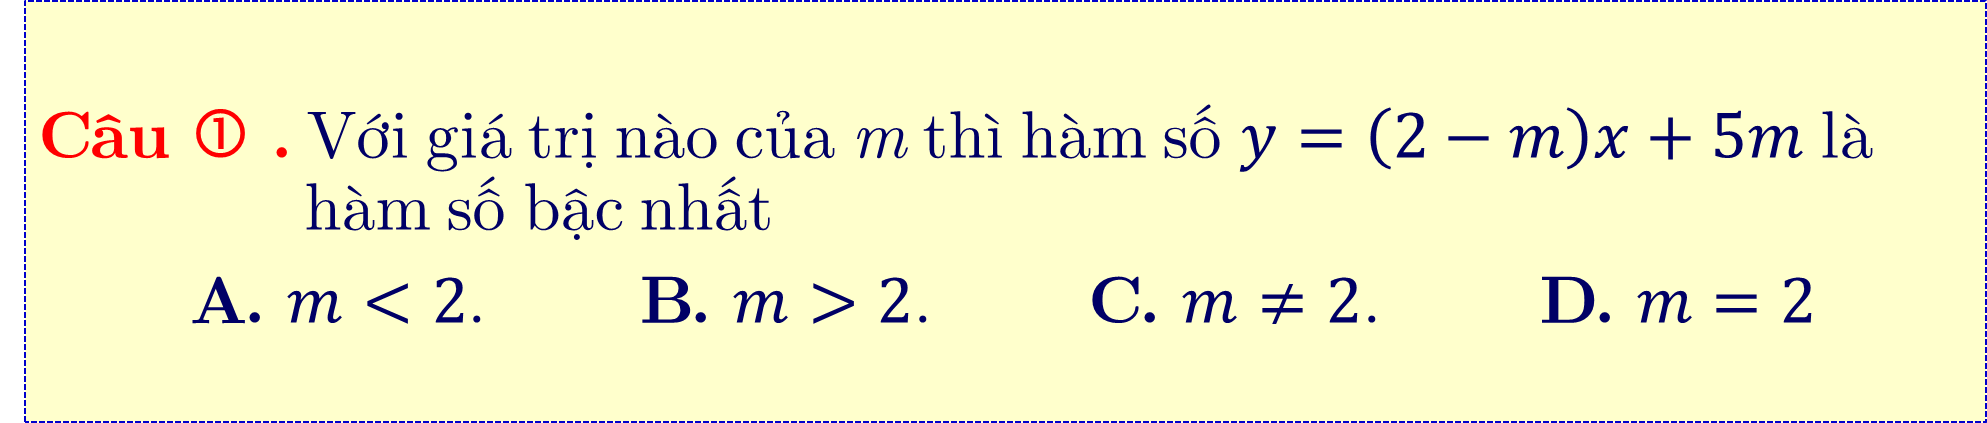 Câu ① . Với giá trị nào của m thì hàm số y = (2 − m)x + 5m là
hàm số bậc nhất
A. m < 2. B. m > 2. C. m ≠ 2. D. m = 2